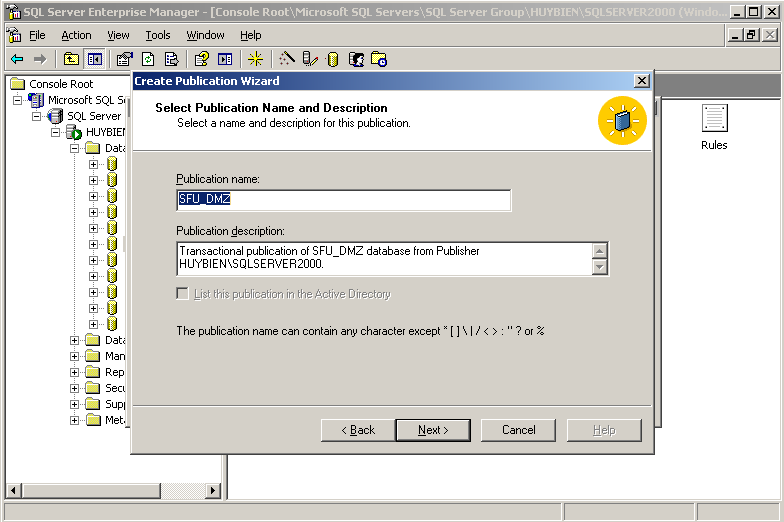 SQL Server Enterprise Manager - [Console Root\Microsoft SQL Servers\SQL Server Group\HUYBIEN\SQLSERVER2000 (Windo...
File Action View Tools Window Help
Console Root
Microsoft SQL Se
SQL Server
HUYBIEN
Data
Data
Man
Rep
Secu
Supp
Meta
Create Publication Wizard
Select Publication Name and Description
Select a name and description for this publication.
Rules
Publication name:
SFU_DMZ
Publication description:
Transactional publication of SFU_DMZ database from Publisher
HUYBIEN\SQLSERVER2000.
List this publication in the Active Directory
The publication name can contain any character except * [ ] \ | / < > : " ? or %
< Back Next > Cancel Help